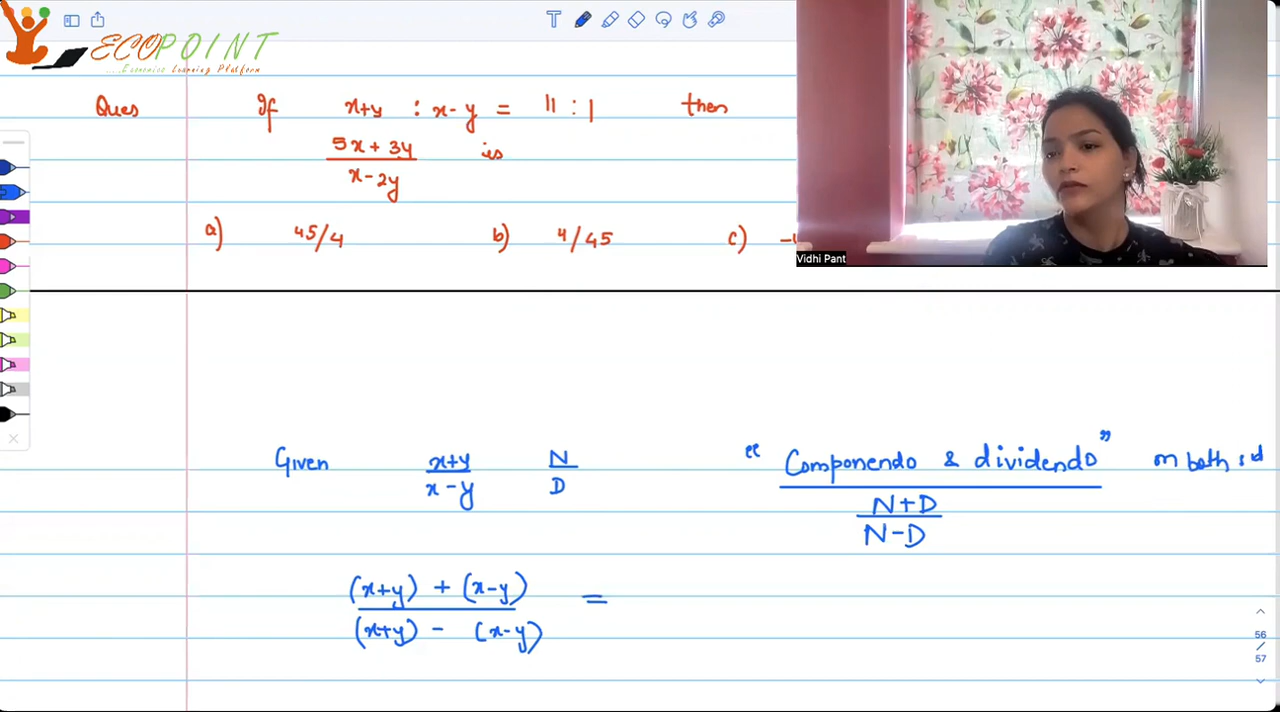 ECOPOINT
...Economics Learning Platform
Ques If x+y : x-y = 11 : 1 then
5x + 3y
x - 2y
is
a) 45/4 b) 4/45 c)
Vidhi Pant
Given x+y N " Componendo & dividendo" on both sid
x - y D
N+D
N-D
(x+y) + (x-y) =
(x+y) - (x-y)
56
/
57